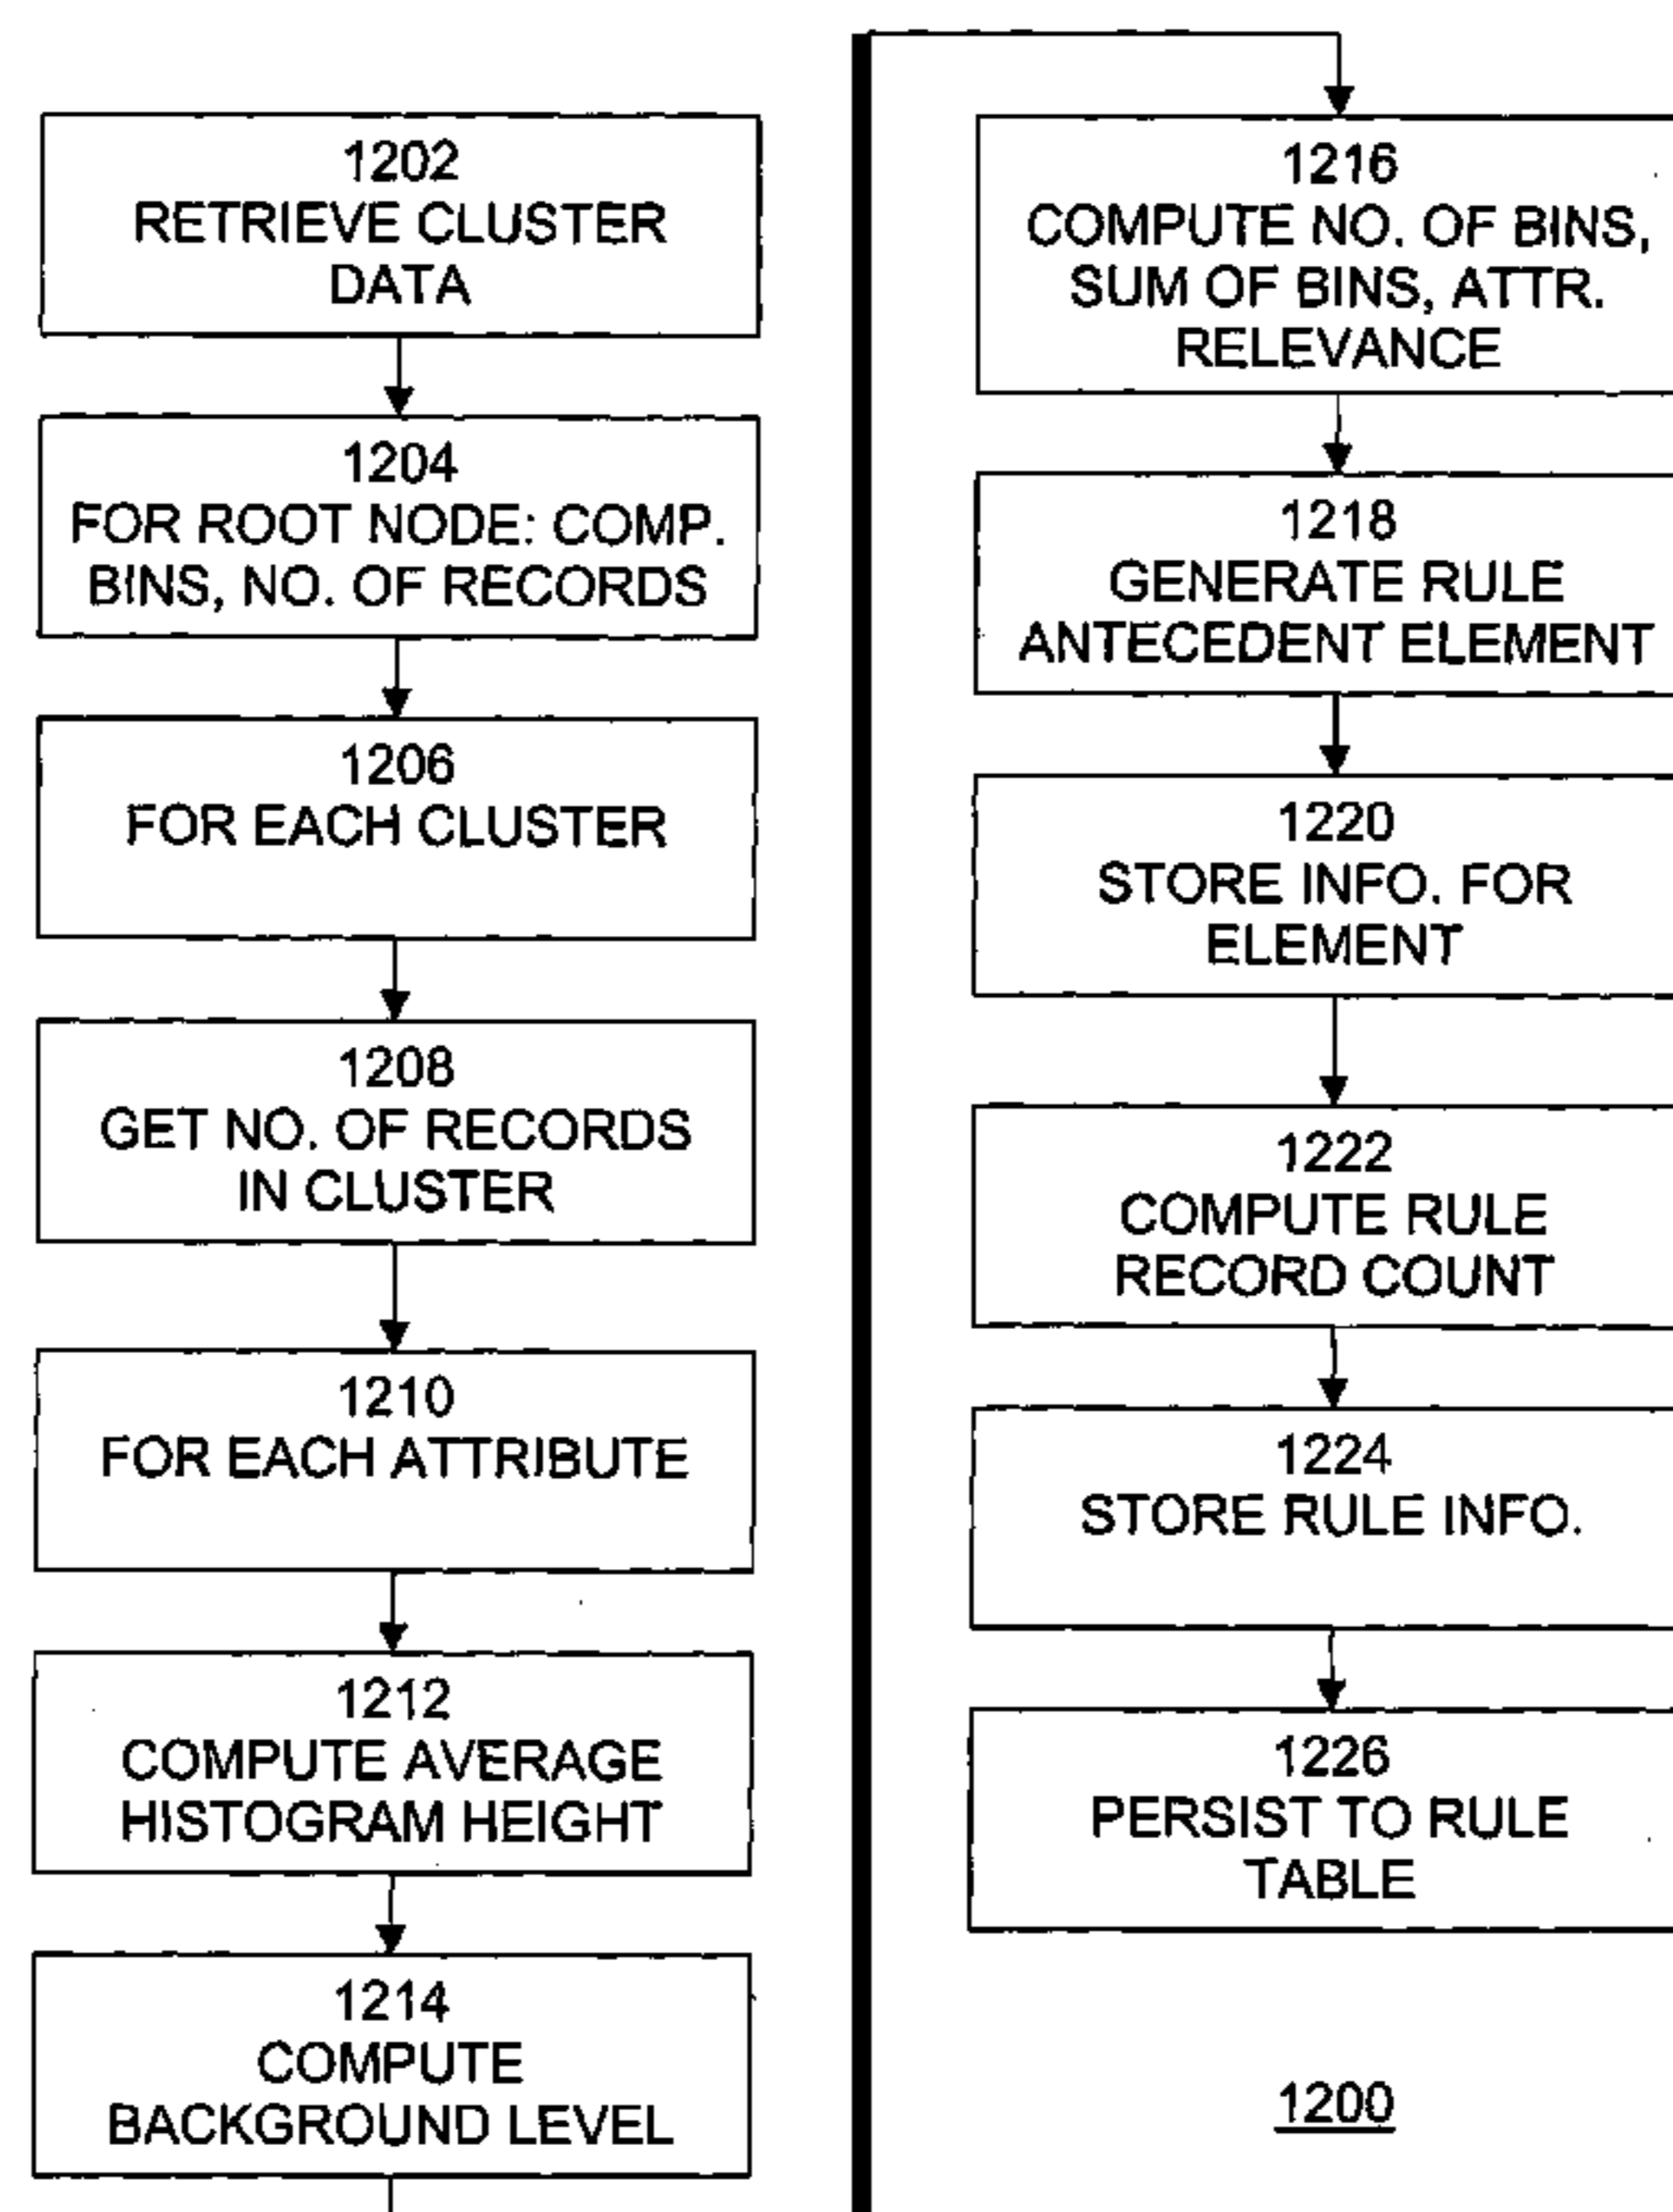 1202
RETRIEVE CLUSTER
DATA
1204
FOR ROOT NODE: COMP.
BINS, NO. OF RECORDS
1206
FOR EACH CLUSTER
1208
GET NO. OF RECORDS
IN CLUSTER
1210
FOR EACH ATTRIBUTE
1212
COMPUTE AVERAGE
HISTOGRAM HEIGHT
1214
COMPUTE
BACKGROUND LEVEL
1216
COMPUTE NO. OF BINS,
SUM OF BINS, ATTR.
RELEVANCE
1218
GENERATE RULE
ANTECEDENT ELEMENT
1220
STORE INFO. FOR
ELEMENT
1222
COMPUTE RULE
RECORD COUNT
1224
STORE RULE INFO.
1226
PERSIST TO RULE
TABLE
1200